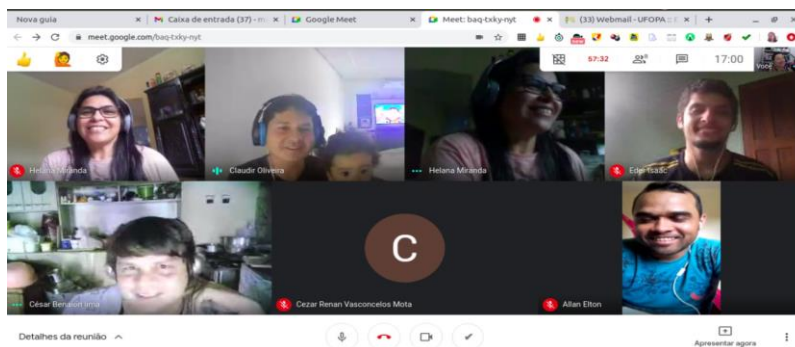 Nova guia
Caixa de entrada (37) - m
Google Meet
Meet: baq-txky-nyt
(33) Webmail - UFOPA
meet.google.com/baq-txky-nyt
57:32
17:00
Você
Helana Miranda
Claudir Oliveira
Helana Miranda
Eder Isaac
César
Cezar Renan Vasconcelos Mota
C
Allan Elton
Detalhes da reunião
Apresentar agora